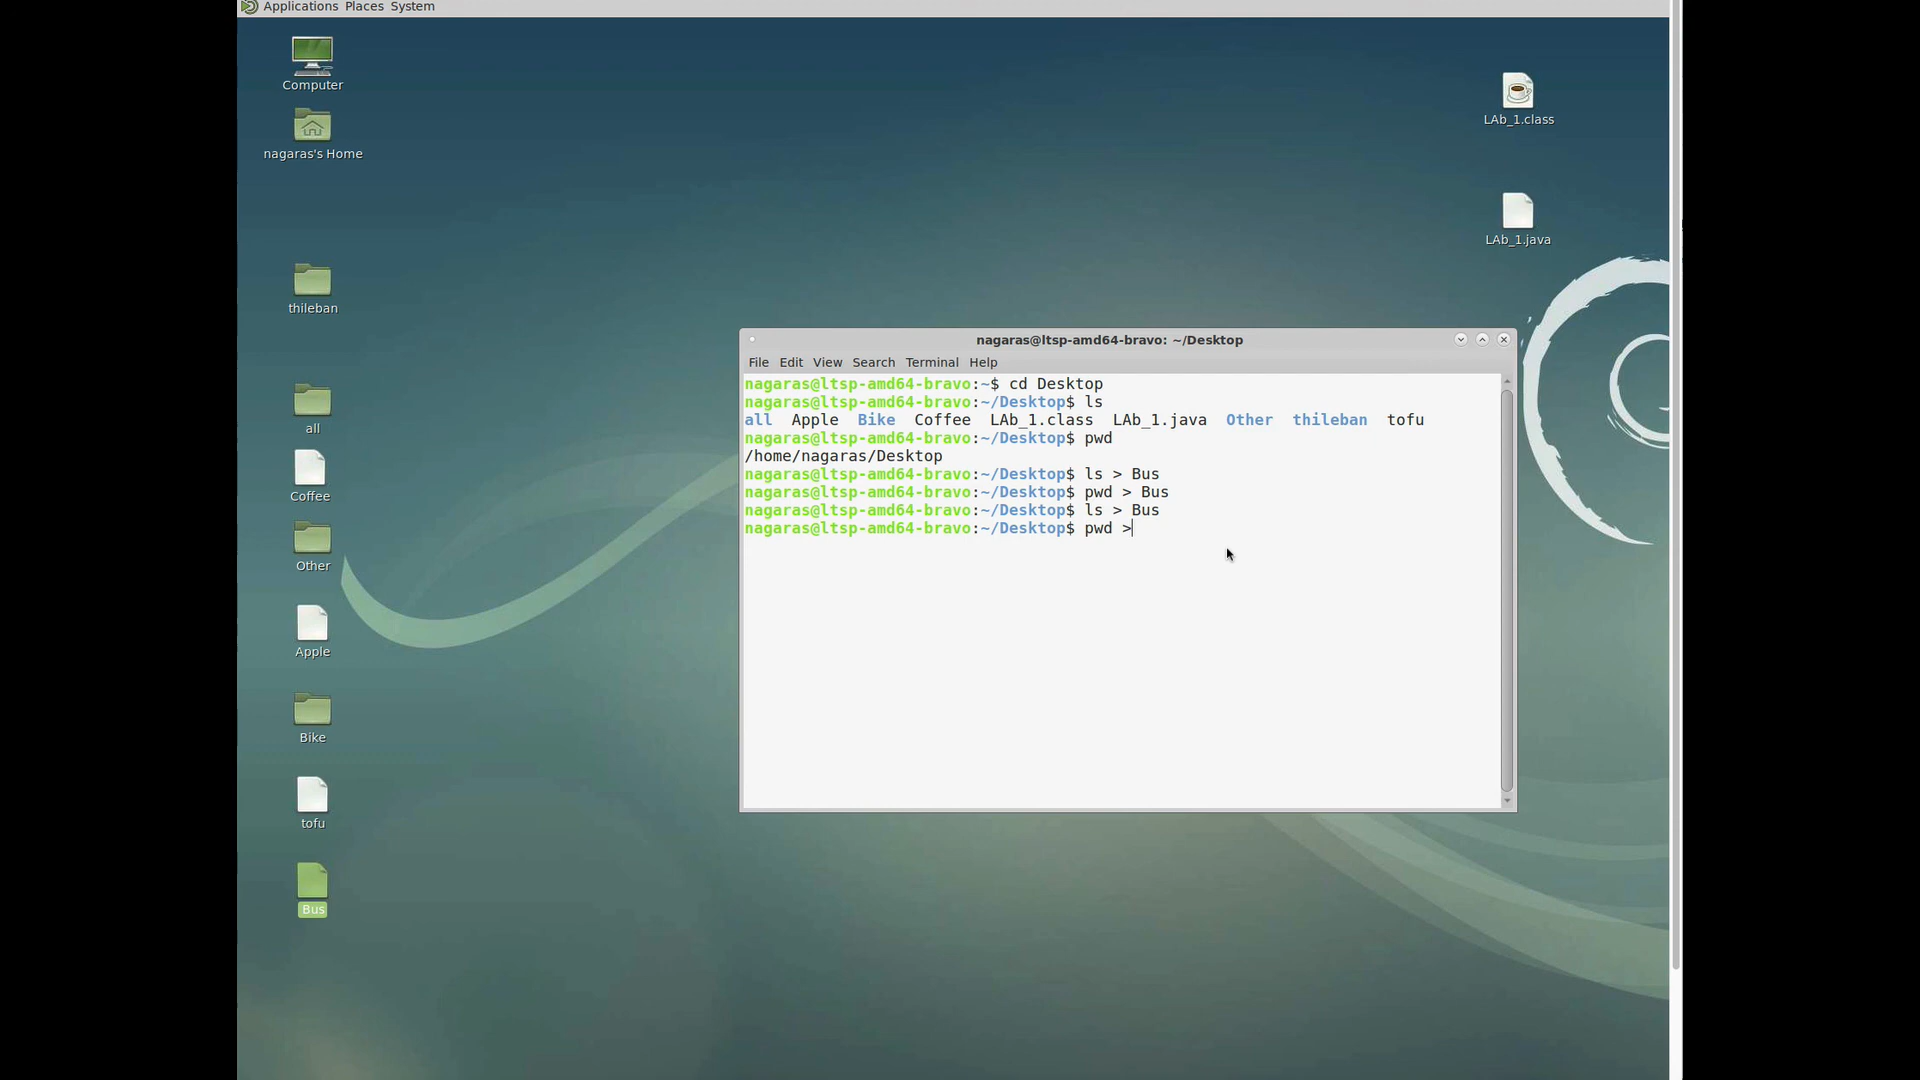 Applications Places System
Computer
nagaras's Home
thileban
all
Coffee
Other
Apple
Bike
tofu
Bus
LAb_1.class
LAb_1.java
nagaras@ltsp-amd64-bravo: ~/Desktop
File Edit View Search Terminal Help
nagaras@ltsp-amd64-bravo:~$ cd Desktop
nagaras@ltsp-amd64-bravo:~/Desktop$ ls
all Apple Bike Coffee LAb_1.class LAb_1.java Other thileban tofu
nagaras@ltsp-amd64-bravo:~/Desktop$ pwd
/home/nagaras/Desktop
nagaras@ltsp-amd64-bravo:~/Desktop$ ls > Bus
nagaras@ltsp-amd64-bravo:~/Desktop$ pwd > Bus
nagaras@ltsp-amd64-bravo:~/Desktop$ ls > Bus
nagaras@ltsp-amd64-bravo:~/Desktop$ pwd >